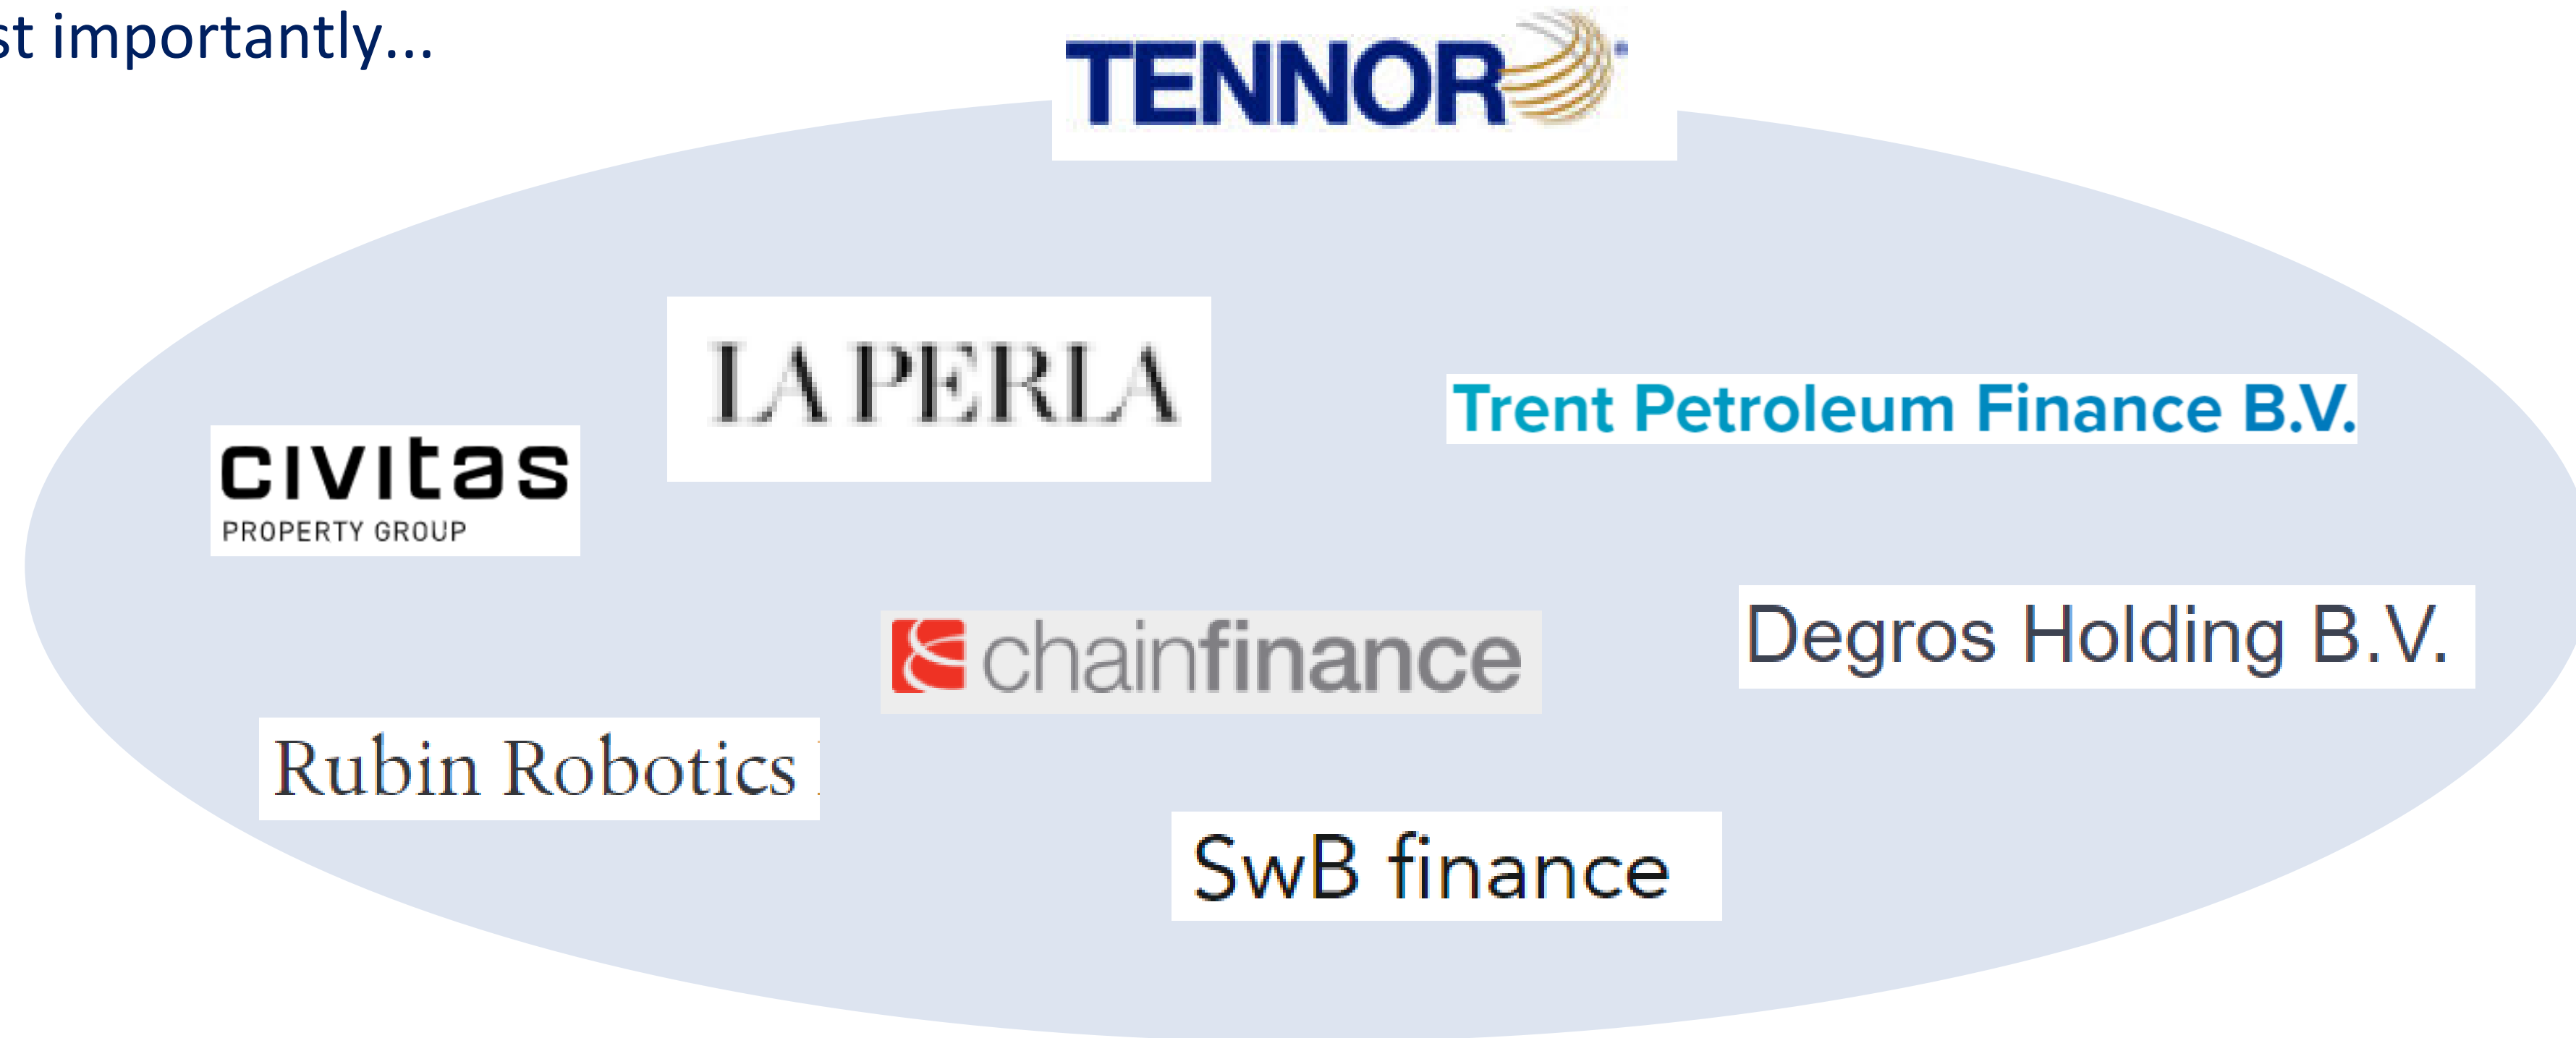 st importantly...
TENNOR
LA PERLA
Trent Petroleum Finance B.V.
civitas
PROPERTY GROUP
chainfinance
Degros Holding B.V.
Rubin Robotics
SwB finance